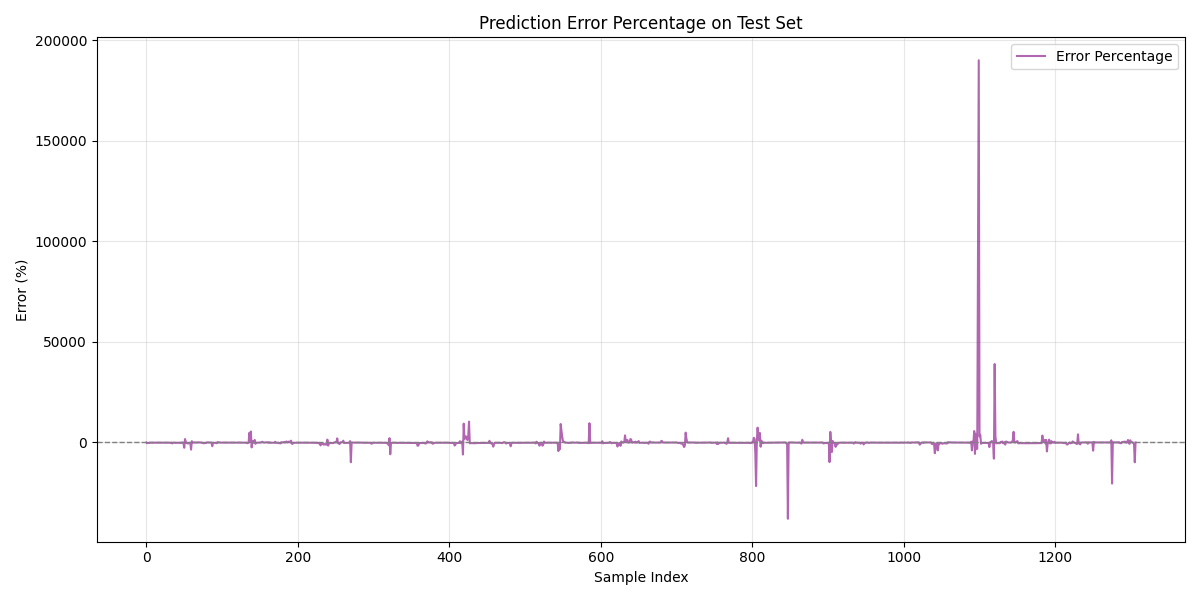 Prediction Error Percentage on Test Set
Error Percentage
200000
150000
100000
50000
0
Error (%)
0 200 400 600 800 1000 1200
Sample Index